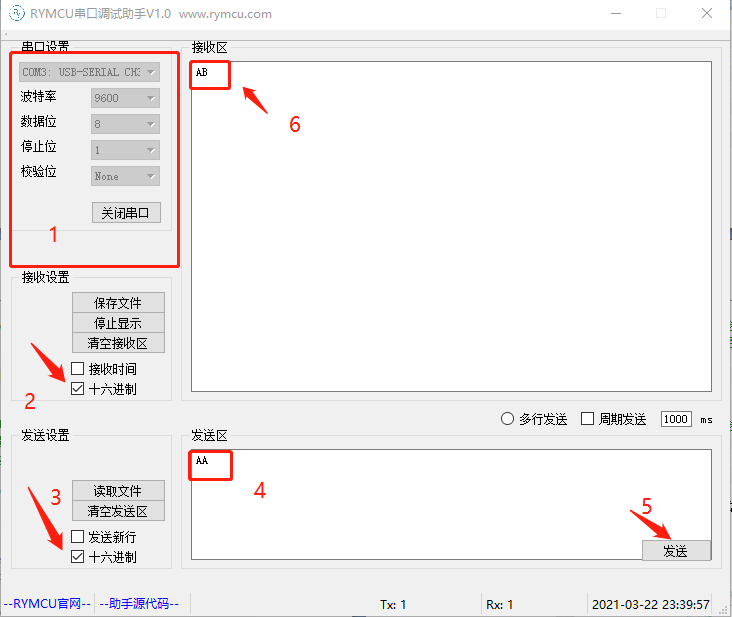 RYMCU串口调试助手V1.0 www.rymcu.com
串口设置
COM3: USB-SERIAL CH3
波特率 9600
数据位 8
停止位 1
校验位 None
关闭串口
1
接收设置
保存文件
停止显示
清空接收区
接收时间
十六进制
2
发送设置
3
读取文件
清空发送区
发送新行
十六进制
接收区
AB
6
多行发送 周期发送 1000 ms
发送区
AA
4
5
发送
--RYMCU官网-- --助手源代码-- Tx: 1 Rx: 1 2021-03-22 23:39:57